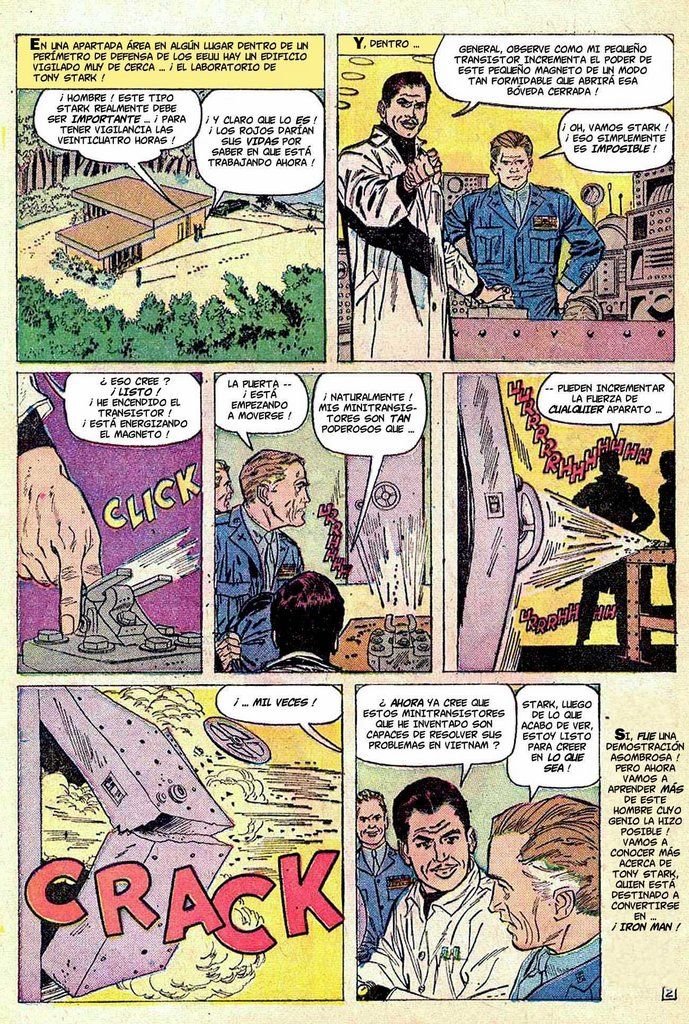 EN UNA APARTADA ÁREA EN ALGÚN LUGAR DENTRO DE UN
PERÍMETRO DE DEFENSA DE LOS EEUU HAY UN EDIFICIO
VIGILADO MUY DE CERCA ... ¡ EL LABORATORIO DE
TONY STARK !
¡ HOMBRE ! ESTE TIPO
STARK REALMENTE DEBE
SER IMPORTANTE ... ¡ PARA
TENER VIGILANCIA LAS
VEINTICUATRO HORAS !
¡ Y CLARO QUE LO ES !
¡ LOS ROJOS DARÍAN
SUS VIDAS POR
SABER EN QUE ESTÁ
TRABAJANDO AHORA !
Y, DENTRO ...
GENERAL, OBSERVE COMO MI PEQUEÑO
TRANSISTOR INCREMENTA EL PODER DE
ESTE PEQUEÑO MAGNETO DE UN MODO
TAN FORMIDABLE QUE ABRIRÁ ESA
BÓVEDA CERRADA !
¡ OH, VAMOS STARK !
¡ ESO SIMPLEMENTE
ES IMPOSIBLE !
¿ ESO CREE ?
¡ LISTO !
¡ HE ENCENDIDO EL
TRANSISTOR !
¡ ESTÁ ENERGIZANDO
EL MAGNETO !
CLICK
LA PUERTA --
¡ ESTÁ
EMPEZANDO
A MOVERSE !
¡ NATURALMENTE !
MIS MINITRANSIS-
TORES SON TAN
PODEROSOS QUE ...
-- PUEDEN INCREMENTAR
LA FUERZA DE
CUALQUIER APARATO ...
¡ ... MIL VECES !
CRACK
¿ AHORA YA CREE QUE
ESTOS MINITRANSISTORES
QUE HE INVENTADO SON
CAPACES DE RESOLVER SUS
PROBLEMAS EN VIETNAM ?
STARK, LUEGO
DE LO QUE
ACABO DE VER,
ESTOY LISTO
PARA CREER
EN LO QUE
SEA !
SI, FUE UNA
DEMOSTRACIÓN
ASOMBROSA !
PERO AHORA
VAMOS A
APRENDER MÁS
DE ESTE
HOMBRE CUYO
GENIO LA HIZO
POSIBLE !
VAMOS A
CONOCER MÁS
ACERCA DE
TONY STARK,
QUIEN ESTÁ
DESTINADO A
CONVERTIRSE
EN ...
¡ IRON MAN !
2